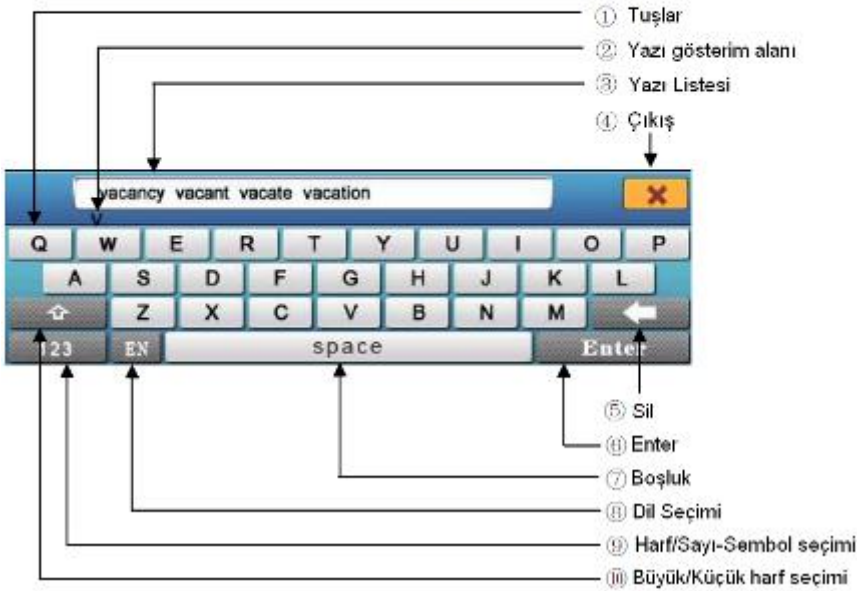 ① Tuşlar
② Yazı gösterim alanı
③ Yazı Listesi
④ Çıkış
vacancy vacant vacate vacation
v
Q W E R T Y U I O P
A S D F G H J K L
Z X C V B N M
123 EN space Enter
⑤ Sil
⑥ Enter
⑦ Boşluk
⑧ Dil Seçimi
⑨ Harf/Sayı-Sembol seçimi
⑩ Büyük/Küçük harf seçimi